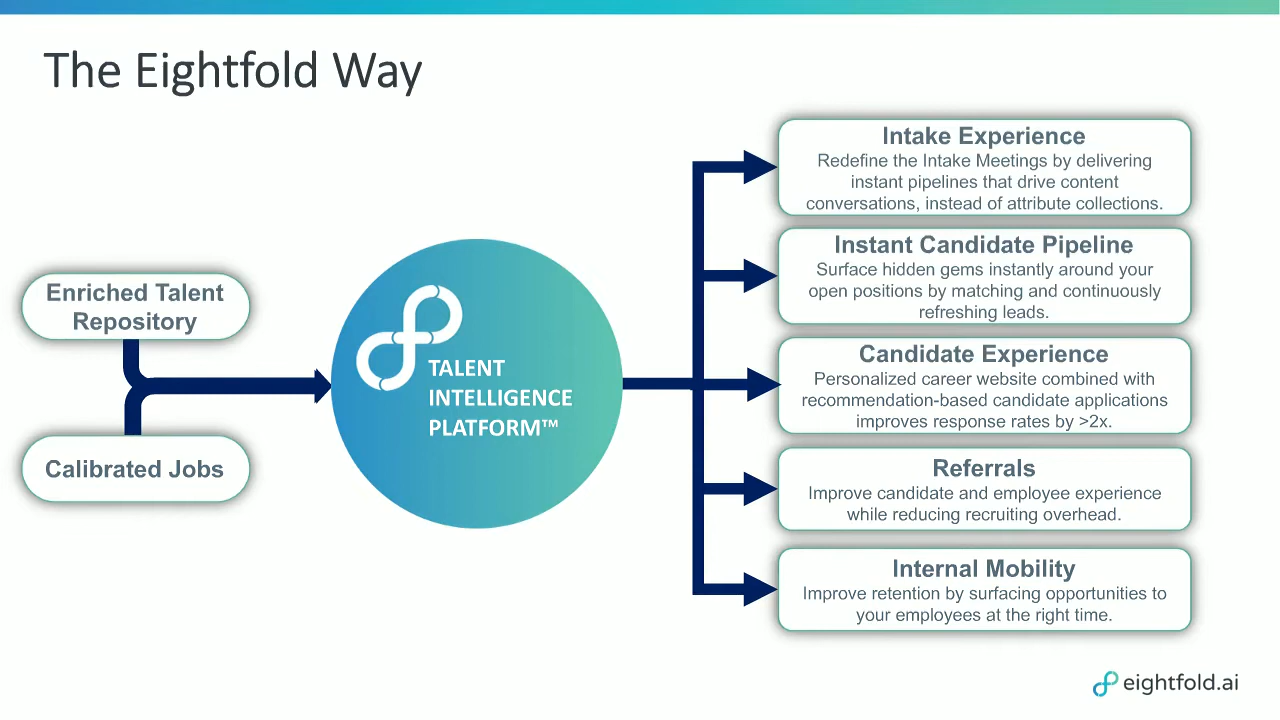 The Eightfold Way
Enriched Talent
Repository
Calibrated Jobs
TALENT
INTELLIGENCE
PLATFORM™
Intake Experience
Redefine the Intake Meetings by delivering
instant pipelines that drive content
conversations, instead of attribute collections.
Instant Candidate Pipeline
Surface hidden gems instantly around your
open positions by matching and continuously
refreshing leads.
Candidate Experience
Personalized career website combined with
recommendation-based candidate applications
improves response rates by >2x.
Referrals
Improve candidate and employee experience
while reducing recruiting overhead.
Internal Mobility
Improve retention by surfacing opportunities to
your employees at the right time.
eightfold.ai